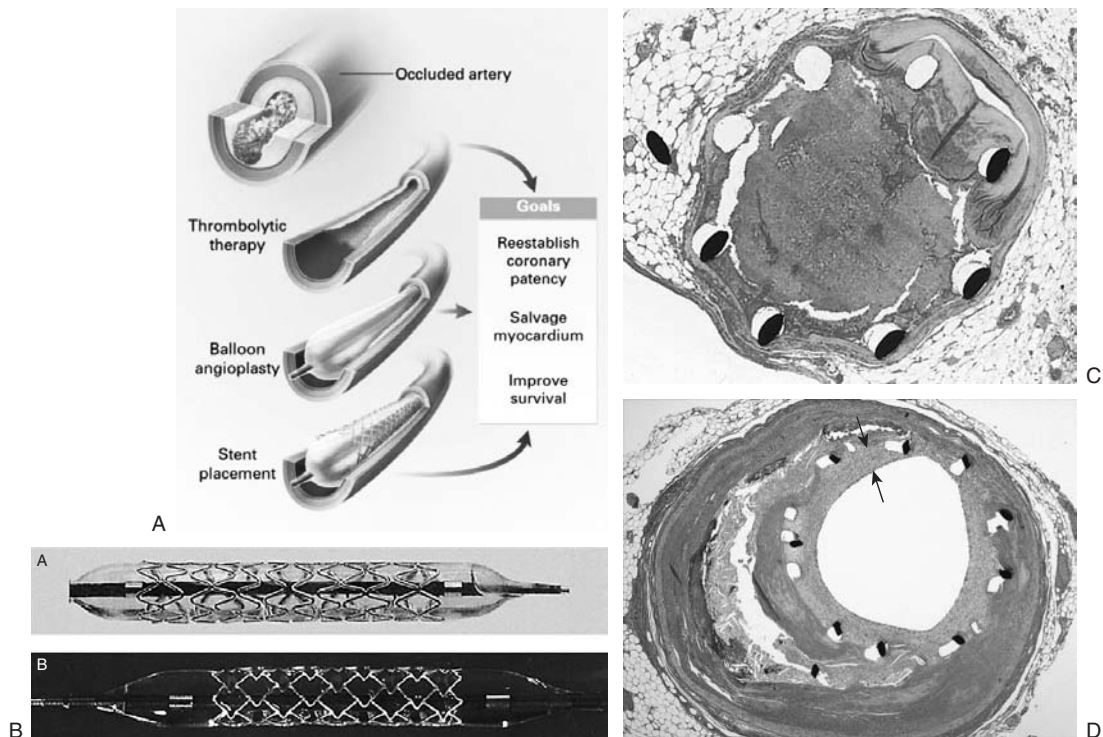 Occluded artery
Thrombolytic
therapy
Balloon
angioplasty
Stent
placement
Goals
Reestablish
coronary
patency
Salvage
myocardium
Improve
survival
A
A
B
B
C
D